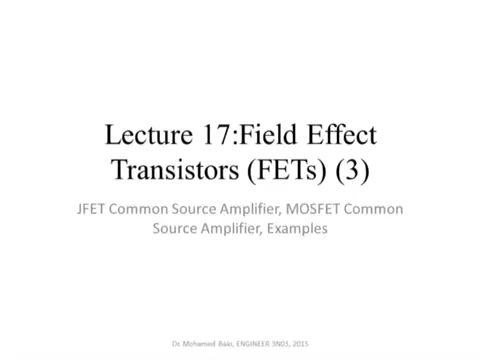 Lecture 17:Field Effect
Transistors (FETs) (3)
JFET Common Source Amplifier, MOSFET Common
Source Amplifier, Examples
Dr. Mohamed Bakr, ENGINEER 3N03, 2015